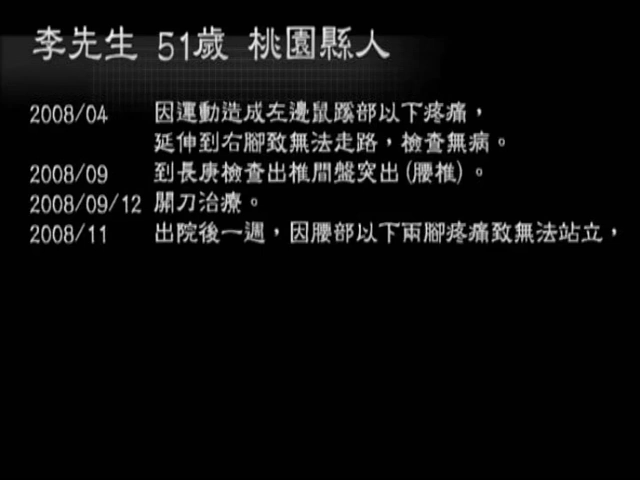 李先生 51歲 桃園縣人
2008/04 因運動造成左邊鼠蹊部以下疼痛，
延伸到右腳致無法走路，檢查無病。
2008/09 到長庚檢查出椎間盤突出(腰椎)。
2008/09/12 開刀治療。
2008/11 出院後一週，因腰部以下兩腳疼痛致無法站立，